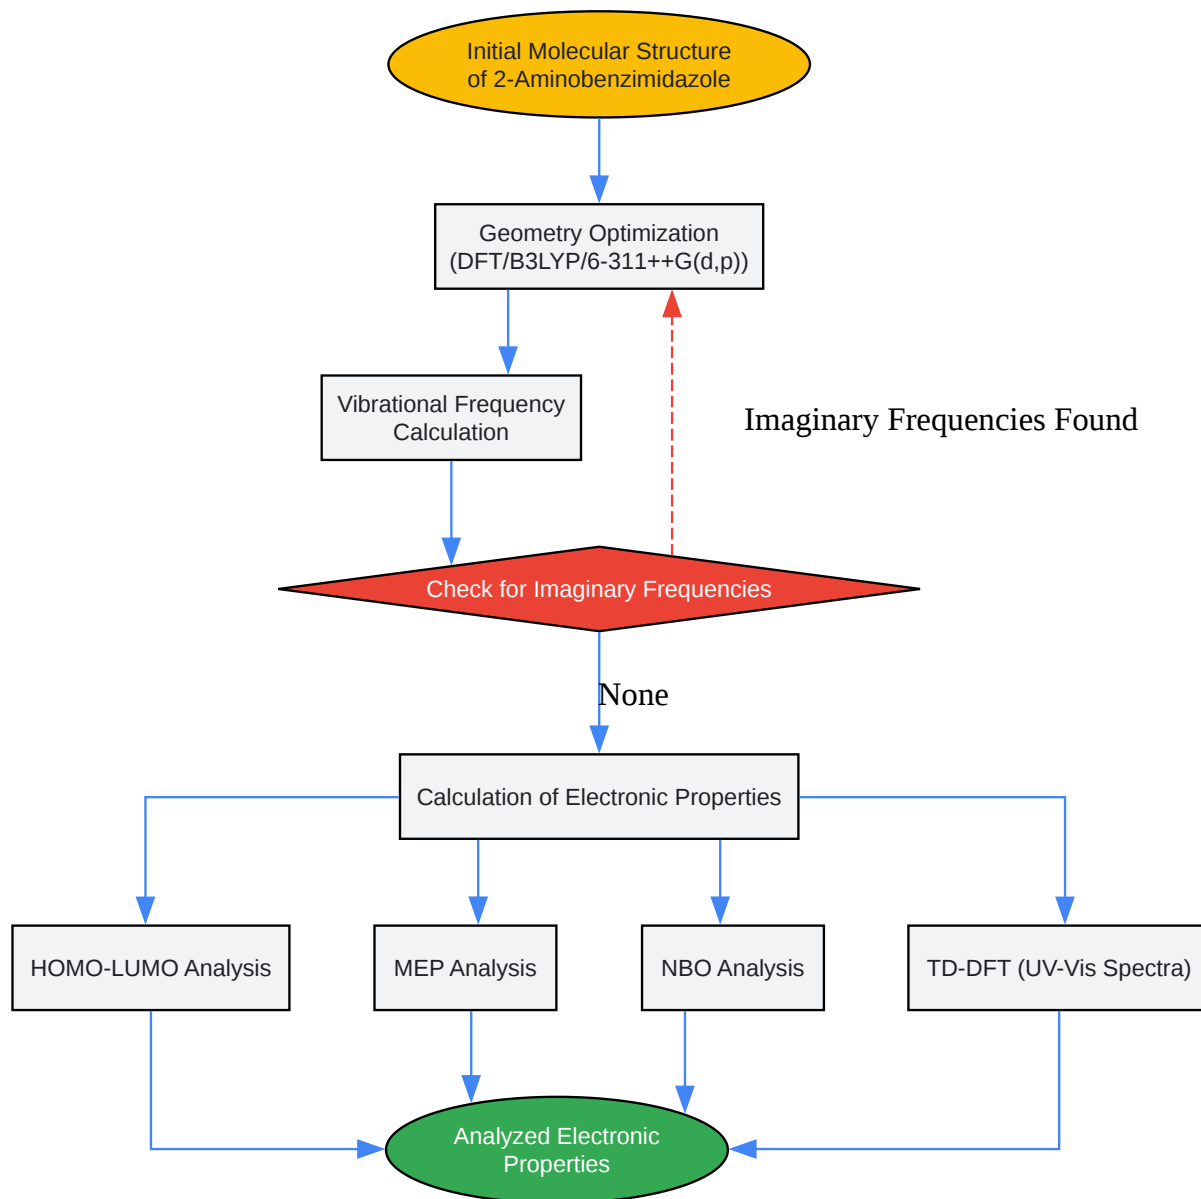 Initial Molecular Structure
of 2-Aminobenzimidazole
Geometry Optimization
(DFT/B3LYP/6-311++G(d,p))
Vibrational Frequency
Calculation
Imaginary Frequencies Found
Check for Imaginary Frequencies
None
Calculation of Electronic Properties
HOMO-LUMO Analysis
MEP Analysis
NBO Analysis
TD-DFT (UV-Vis Spectra)
Analyzed Electronic
Properties